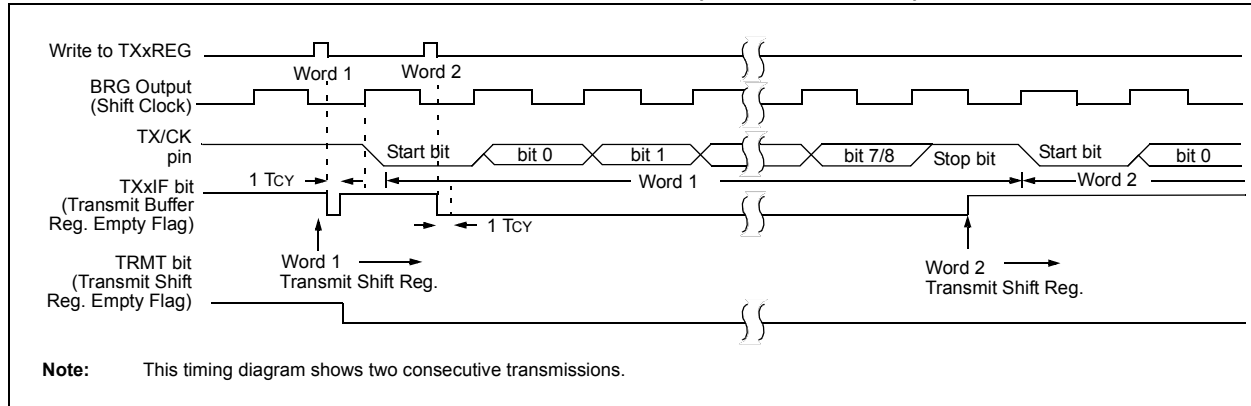 Write to TXxREG
Word 1
Word 2
BRG Output
(Shift Clock)
TX/CK
pin
Start bit
bit 0
bit 1
bit 7/8
Stop bit
Start bit
bit 0
1 TCY
Word 1
Word 2
TXxIF bit
(Transmit Buffer
Reg. Empty Flag)
1 TCY
Word 1
Transmit Shift Reg.
Word 2
Transmit Shift Reg.
TRMT bit
(Transmit Shift
Reg. Empty Flag)
Note: This timing diagram shows two consecutive transmissions.